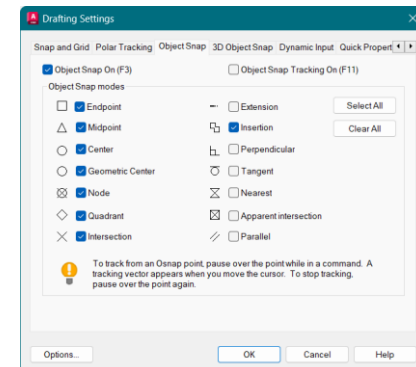 Drafting Settings
Snap and Grid Polar Tracking Object Snap 3D Object Snap Dynamic Input Quick Propert
Object Snap On (F3) Object Snap Tracking On (F11)
Object Snap modes
Endpoint Extension Select All
Midpoint Insertion Clear All
Center Perpendicular
Geometric Center Tangent
Node Nearest
Quadrant Apparent intersection
Intersection Parallel
To track from an Osnap point, pause over the point while in a command. A
tracking vector appears when you move the cursor. To stop tracking,
pause over the point again.
Options... OK Cancel Help